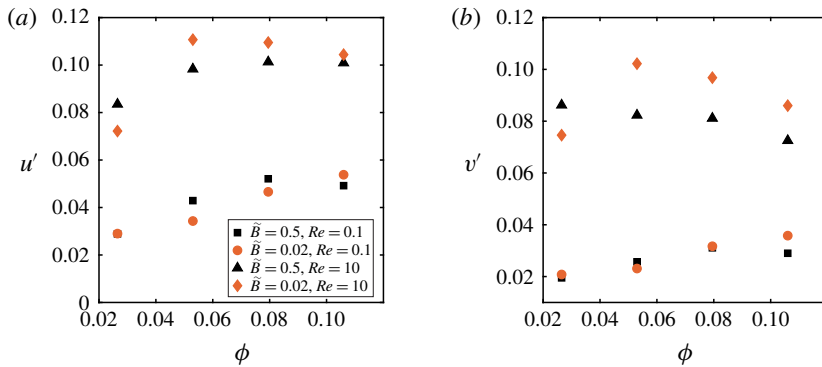 (a)
0.12
0.10
0.08
u′
0.06
0.04
0.02
0
0.02 0.04 0.06 0.08 0.10
ϕ
B̃ = 0.5, Re = 0.1
B̃ = 0.02, Re = 0.1
B̃ = 0.5, Re = 10
B̃ = 0.02, Re = 10
(b)
0.12
0.10
0.08
v′
0.06
0.04
0.02
0.02 0.04 0.06 0.08 0.10
ϕ